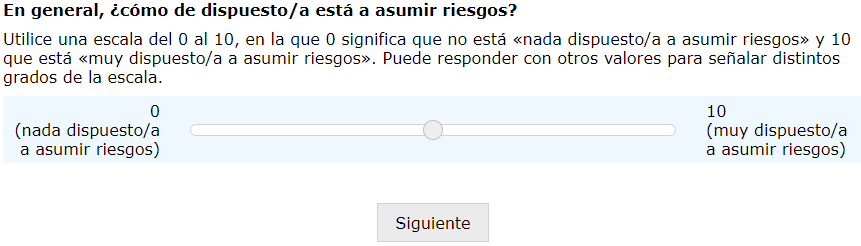 En general, ¿cómo de dispuesto/a está a asumir riesgos?
Utilice una escala del 0 al 10, en la que 0 significa que no está «nada dispuesto/a a asumir riesgos» y 10
que está «muy dispuesto/a a asumir riesgos». Puede responder con otros valores para señalar distintos
grados de la escala.
0
(nada dispuesto/a
a asumir riesgos)
10
(muy dispuesto/a
a asumir riesgos)
Siguiente